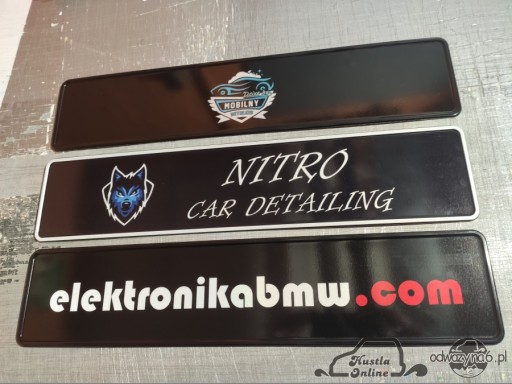 MOBILNY
NITRO
CAR DETAILING
elektronikabmw.com
Kustla
Online
odwazyna6.pl